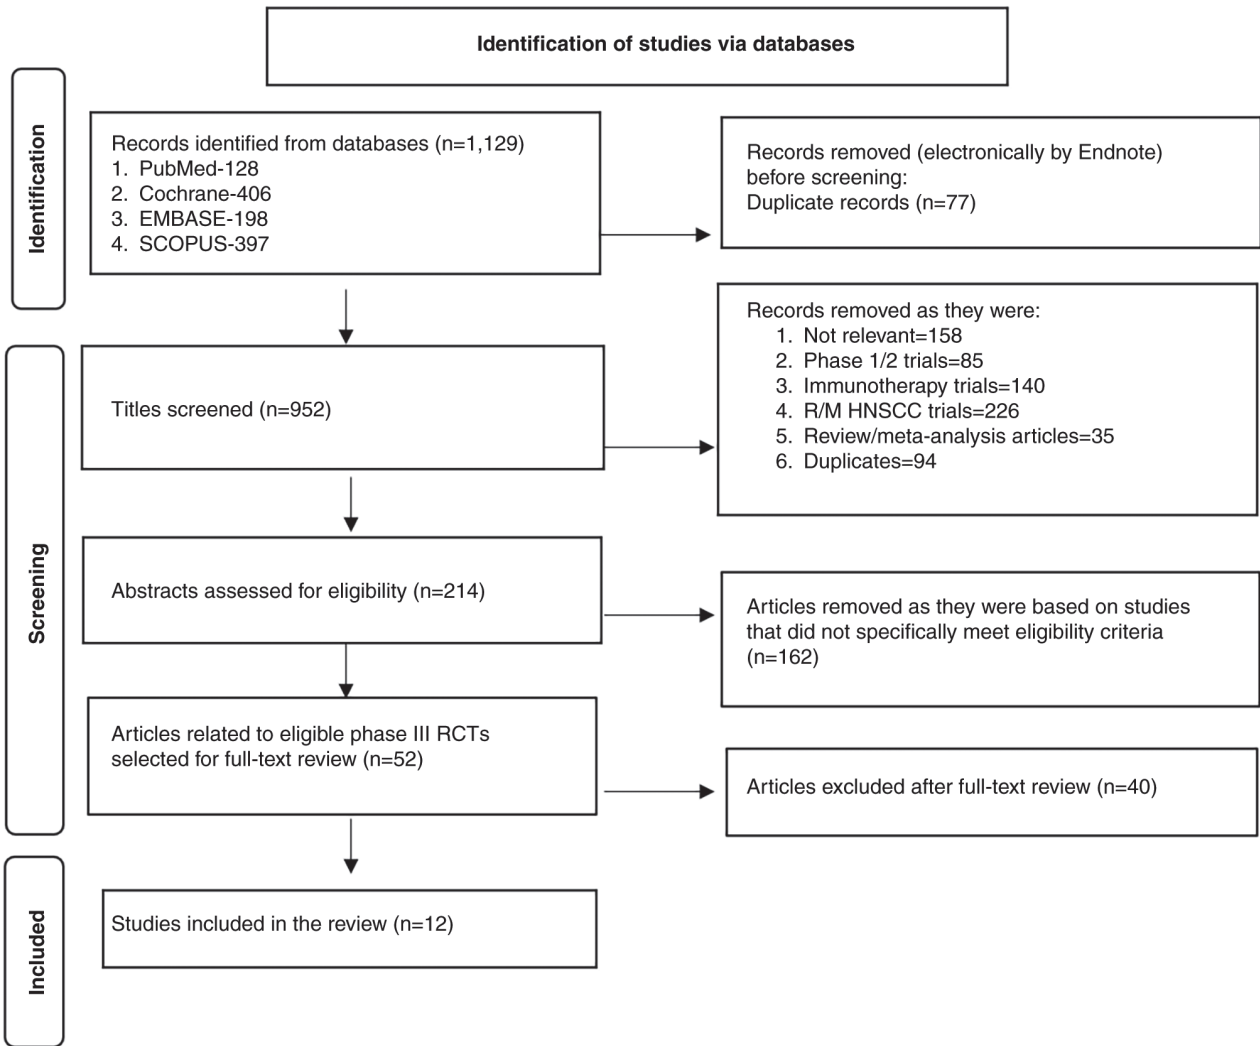 Identification of studies via databases
Identification
Records identified from databases (n=1,129)
1. PubMed-128
2. Cochrane-406
3. EMBASE-198
4. SCOPUS-397
Records removed (electronically by Endnote)
before screening:
Duplicate records (n=77)
Screening
Titles screened (n=952)
Records removed as they were:
1. Not relevant=158
2. Phase 1/2 trials=85
3. Immunotherapy trials=140
4. R/M HNSCC trials=226
5. Review/meta-analysis articles=35
6. Duplicates=94
Abstracts assessed for eligibility (n=214)
Articles removed as they were based on studies
that did not specifically meet eligibility criteria
(n=162)
Articles related to eligible phase III RCTs
selected for full-text review (n=52)
Articles excluded after full-text review (n=40)
Included
Studies included in the review (n=12)